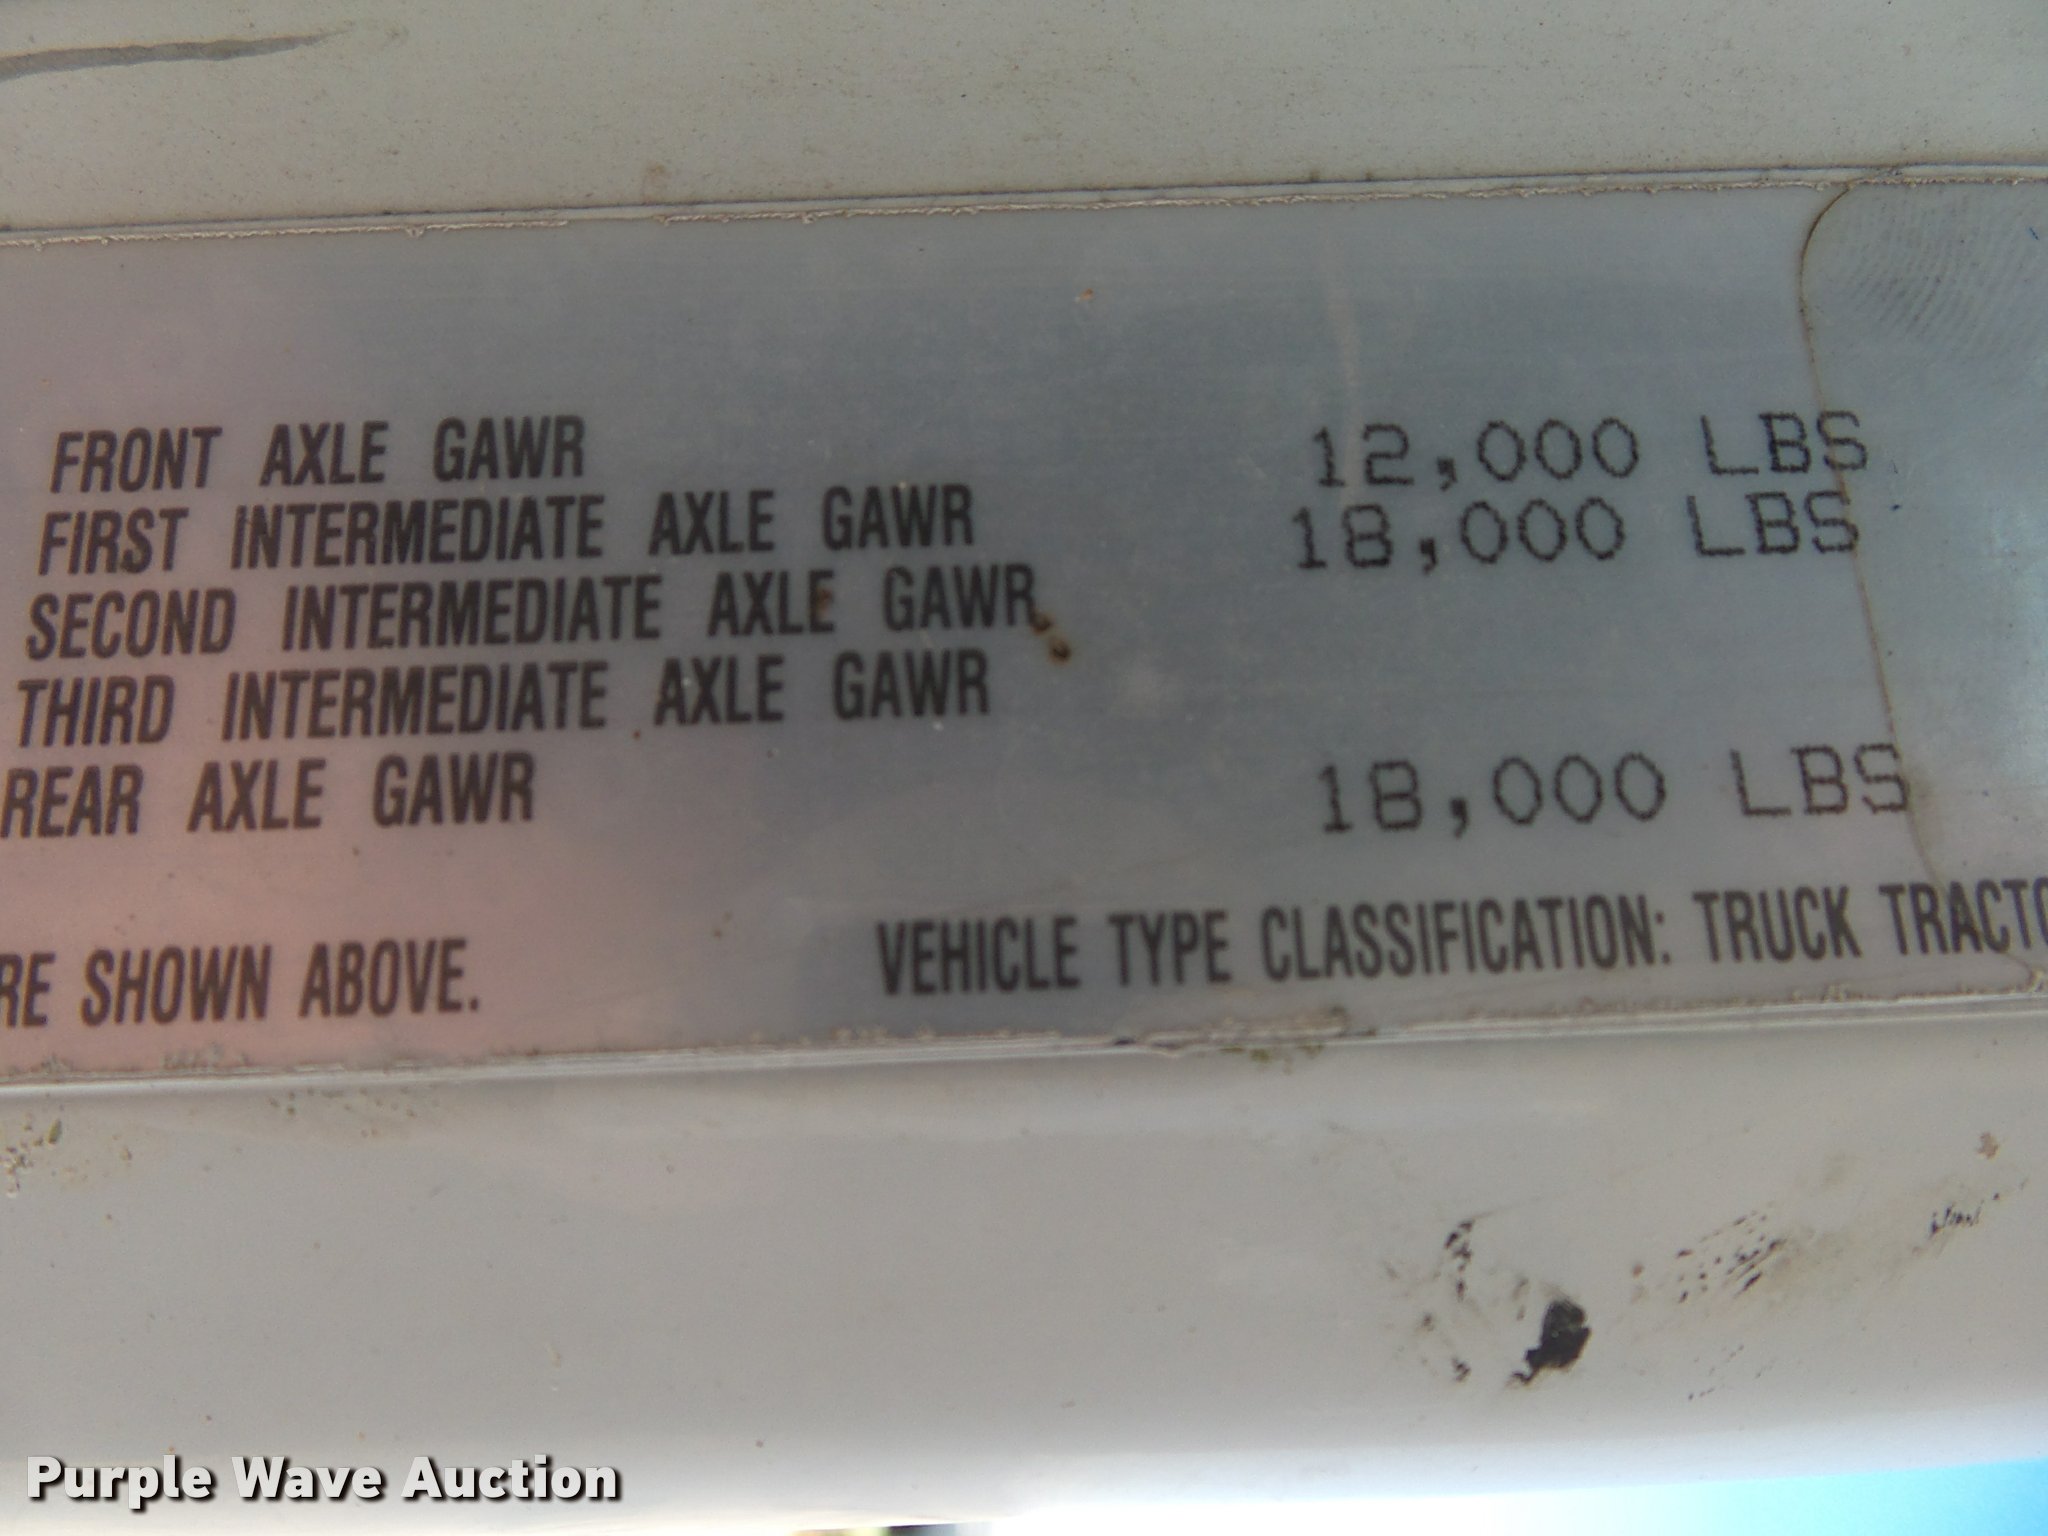 FRONT AXLE GAWR 12,000 LBS
FIRST INTERMEDIATE AXLE GAWR 18,000 LBS
SECOND INTERMEDIATE AXLE GAWR
THIRD INTERMEDIATE AXLE GAWR
REAR AXLE GAWR 18,000 LBS
RE SHOWN ABOVE. VEHICLE TYPE CLASSIFICATION: TRUCK TRACTO
Purple Wave Auction